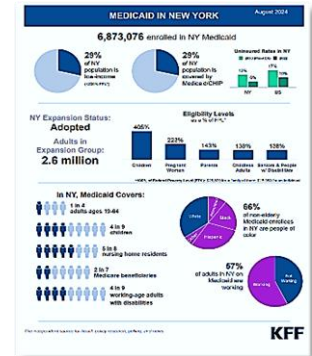 MEDICAID IN NEW YORK
August 2024
6,873,076 enrolled in NY Medicaid
29%
of NY
population is
low-income
29%
of NY
population is
covered by
Medicaid/CHIP
Uninsured Rates in NY
NY
US
NY Expansion Status:
Adopted
Adults in
Expansion Group:
2.6 million
Eligibility Levels
as a % of FPL*
405%
223%
143%
138%
138%
Children
Pregnant
Women
Parents
Childless
Adults
Seniors & People
w/ Disabilities
In NY, Medicaid Covers:
1 in 4
adults ages 19-64
4 in 9
children
5 in 8
nursing home residents
2 in 7
Medicare beneficiaries
4 in 9
working-age adults
with disabilities
White
Black
Hispanic
66%
of non-elderly
Medicaid enrollees
in NY are people of
color
57%
of adults in NY on
Medicaid are
working
Working
Not
Working
KFF